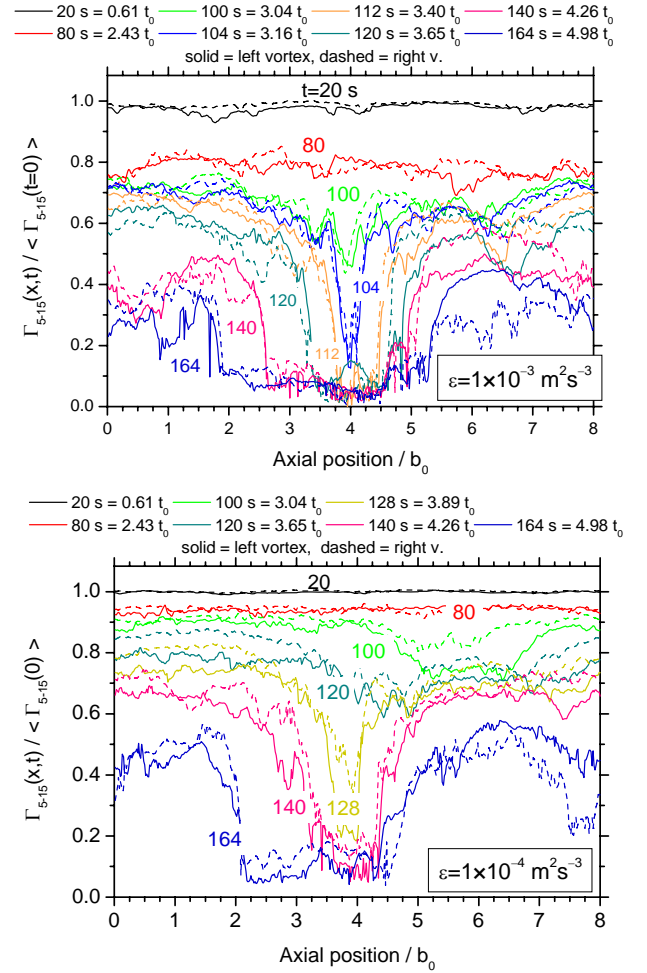 20 s = 0.61 t0 100 s = 3.04 t0 112 s = 3.40 t0 140 s = 4.26 t0
80 s = 2.43 t0 104 s = 3.16 t0 120 s = 3.65 t0 164 s = 4.98 t0
solid = left vortex, dashed = right v.
Γ5-15(x,t) / < Γ5-15(t=0) >
1.0
0.8
0.6
0.4
0.2
0.0
t=20 s
80
100
104
120
140
112
164
ε=1×10⁻³ m²s⁻³
0 1 2 3 4 5 6 7 8
Axial position / b0
20 s = 0.61 t0 100 s = 3.04 t0 128 s = 3.89 t0
80 s = 2.43 t0 120 s = 3.65 t0 140 s = 4.26 t0 164 s = 4.98 t0
solid = left vortex, dashed = right v.
Γ5-15(x,t) / < Γ5-15(0) >
1.0
0.8
0.6
0.4
0.2
0.0
20
80
100
120
140
128
164
ε=1×10⁻⁴ m²s⁻³
0 1 2 3 4 5 6 7 8
Axial position / b0